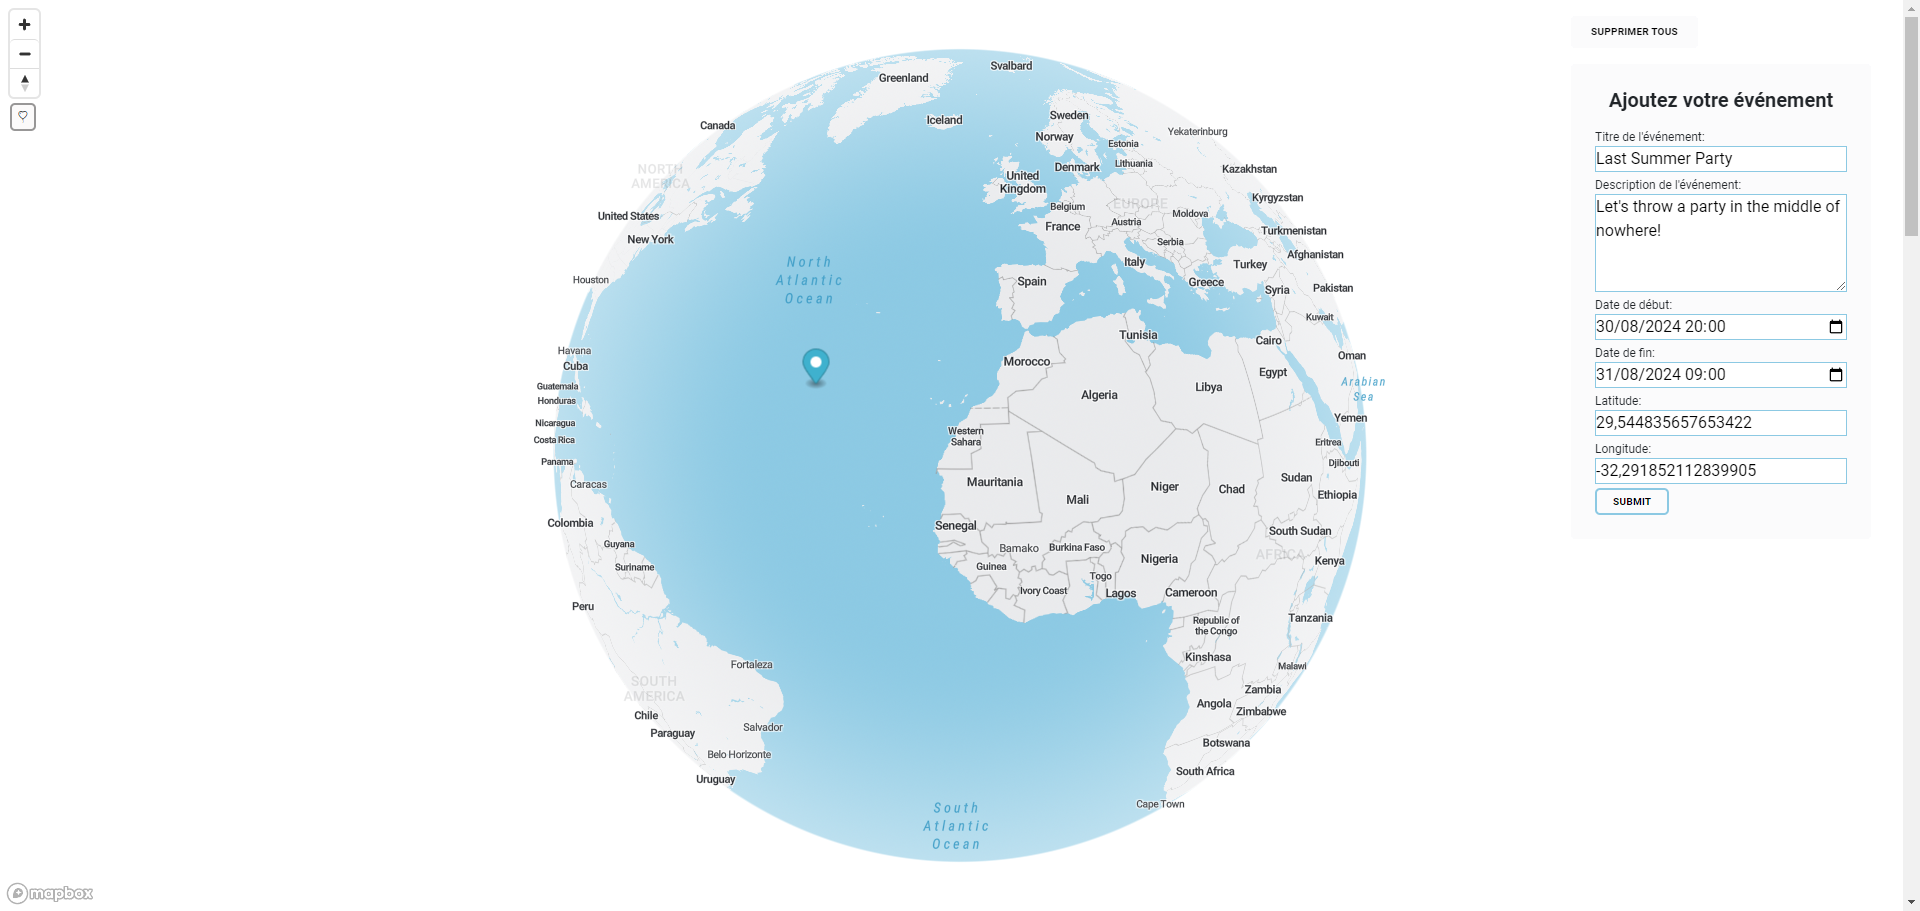 SUPPRIMER TOUS
Ajoutez votre événement
Titre de l'événement:
Last Summer Party
Description de l'événement:
Let's throw a party in the middle of
nowhere!
Date de début:
30/08/2024 20:00
Date de fin:
31/08/2024 09:00
Latitude:
29,544835657653422
Longitude:
-32,291852112839905
SUBMIT
Svalbard
Greenland
Iceland
Canada
Sweden
Norway
Yekaterinburg
Estonia
Lithuania
Denmark
Kazakhstan
NORTH
AMERICA
United
Kingdom
Kyrgyzstan
EUROPE
Belgium
Moldova
United States
Austria
France
Turkmenistan
New York
Serbia
Afghanistan
Italy
Turkey
North
Atlantic
Ocean
Houston
Spain
Greece
Syria
Pakistan
Kuwait
Tunisia
Cairo
Havana
Oman
Cuba
Morocco
Egypt
Arabian
Sea
Guatemala
Libya
Algeria
Honduras
Yemen
Nicaragua
Western
Sahara
Costa Rica
Eritrea
Panama
Djibouti
Caracas
Mauritania
Niger
Chad
Sudan
Mali
Ethiopia
Colombia
Senegal
South Sudan
Guyana
Bamako
Burkina Faso
AFRICA
Nigeria
Kenya
Suriname
Guinea
Togo
Ivory Coast
Lagos
Cameroon
Peru
Tanzania
Republic of
the Congo
Kinshasa
Fortaleza
Malawi
SOUTH
AMERICA
Zambia
Angola
Zimbabwe
Chile
Salvador
Paraguay
Botswana
Belo Horizonte
South Africa
Uruguay
Cape Town
South
Atlantic
Ocean
mapbox